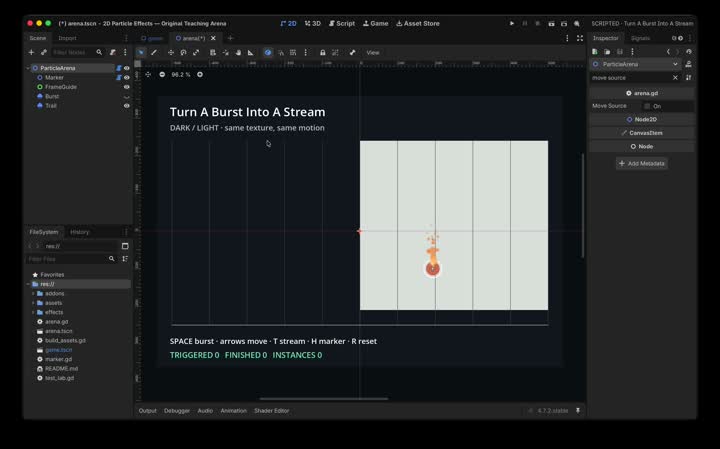 (*) arena.tscn - 2D Particle Effects — Original Teaching Arena
2D
3D
Script
Game
Asset Store
SCRIPTED · Turn A Burst Into A Stream
Scene
Import
Filter Nodes
ParticleArena
Marker
FrameGuide
Burst
Trail
FileSystem
History
res://
Filter Files
Favorites
res://
addons
assets
effects
arena.gd
arena.tscn
build_assets.gd
game.tscn
marker.gd
README.md
test_lab.gd
arena(*)
View
96.2 %
Turn A Burst Into A Stream
DARK / LIGHT · same texture, same motion
SPACE burst · arrows move · T stream · H marker · R reset
TRIGGERED 0 FINISHED 0 INSTANCES 0
Output
Debugger
Audio
Animation
Shader Editor
4.7.2.stable
Inspector
Signals
ParticleArena
move source
arena.gd
Move Source
On
Node2D
CanvasItem
Node
Add Metadata